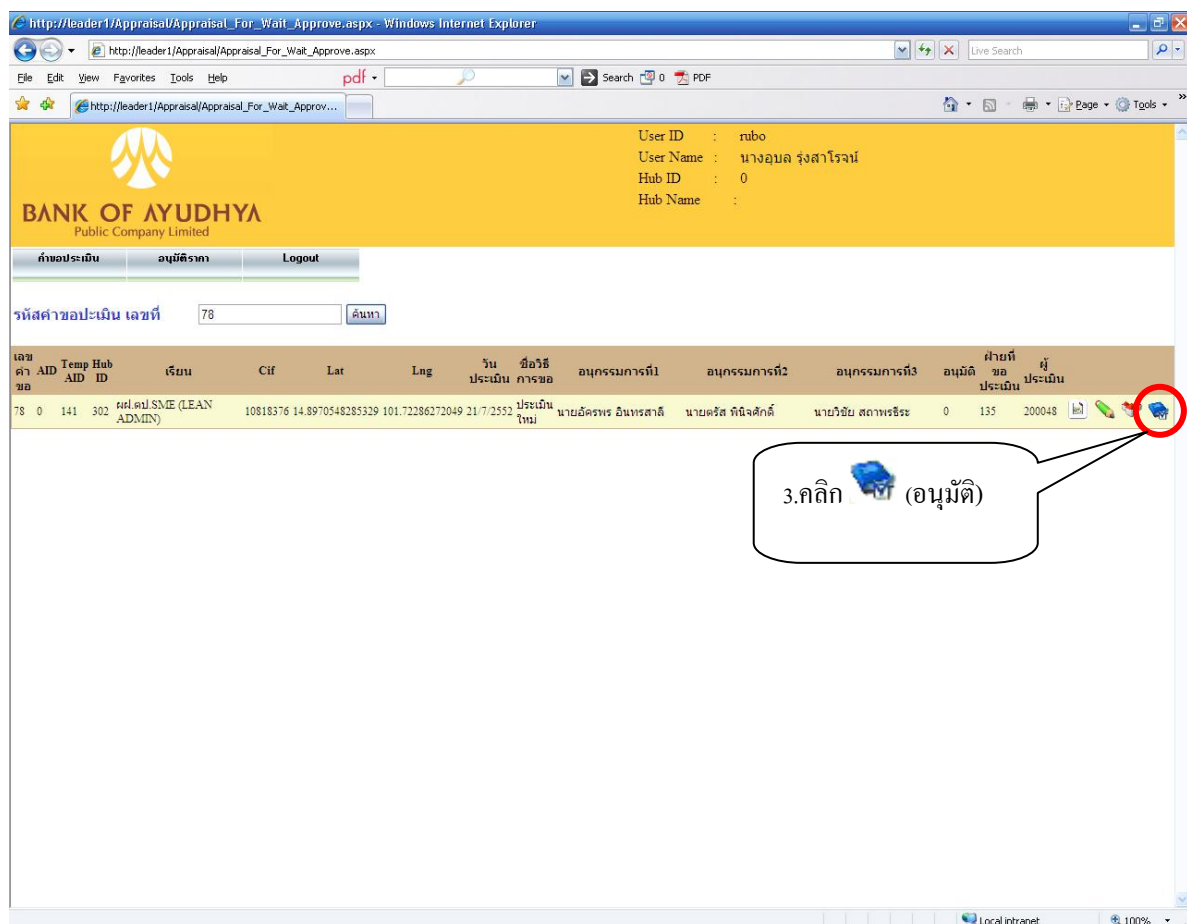 http://leader1/Appraisal/Appraisal_For_Wait_Approve.aspx - Windows Internet Explorer
http://leader1/Appraisal/Appraisal_For_Wait_Approve.aspx
Live Search
File Edit View Favorites Tools Help
pdf
Search 0 PDF
http://leader1/Appraisal/Appraisal_For_Wait_Approv...
Page Tools »
User ID : rubo
User Name : นางอุบล รุ่งสาโรจน์
Hub ID : 0
Hub Name :
BANK OF AYUDHYA
Public Company Limited
คำขอประเมิน อนุมัติราคา Logout
รหัสคำขอปะเมิน เลขที่ 78 ค้นหา
เลขคำขอ AID Temp AID Hub ID เรียน Cif Lat Lng วันประเมิน ชื่อวิธีการขอ อนุกรรมการที่1 อนุกรรมการที่2 อนุกรรมการที่3 อนุมัติ ฝ่ายที่ขอประเมิน ผู้ประเมิน
78 0 141 302 ผฝ.ตป.SME (LEAN ADMIN) 10818376 14.8970548285329 101.72286272049 21/7/2552 ประเมินใหม่ นายอัครพร อินทรสาลี นายตรัส พินิจศักดิ์ นายวิชัย สถาพรธีระ 0 135 200048
3.คลิก (อนุมัติ)
Local intranet 100%